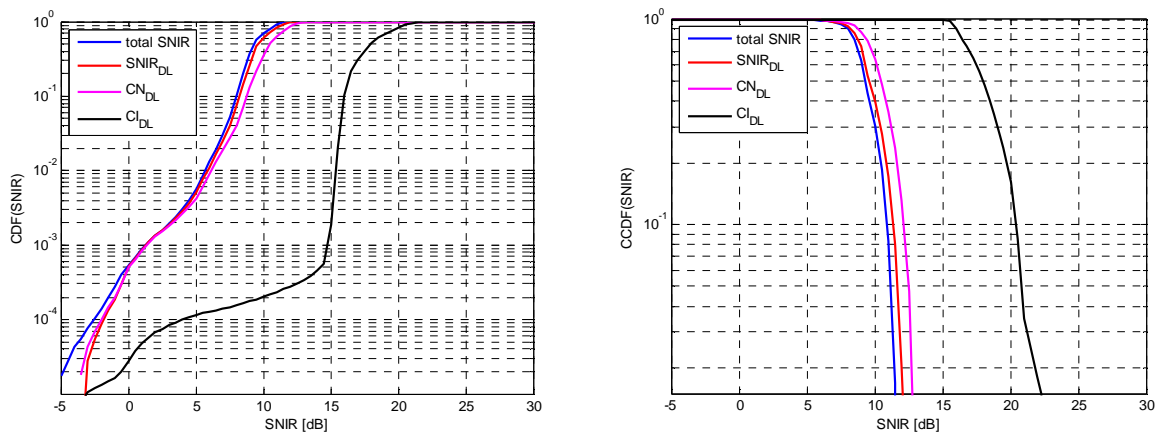 10^0
10^-1
10^-2
10^-3
10^-4
CDF(SNIR)
total SNIR
SNIR_DL
CN_DL
CI_DL
-5 0 5 10 15 20 25 30
SNIR [dB]
10^0
10^-1
CCDF(SNIR)
total SNIR
SNIR_DL
CN_DL
CI_DL
-5 0 5 10 15 20 25 30
SNIR [dB]